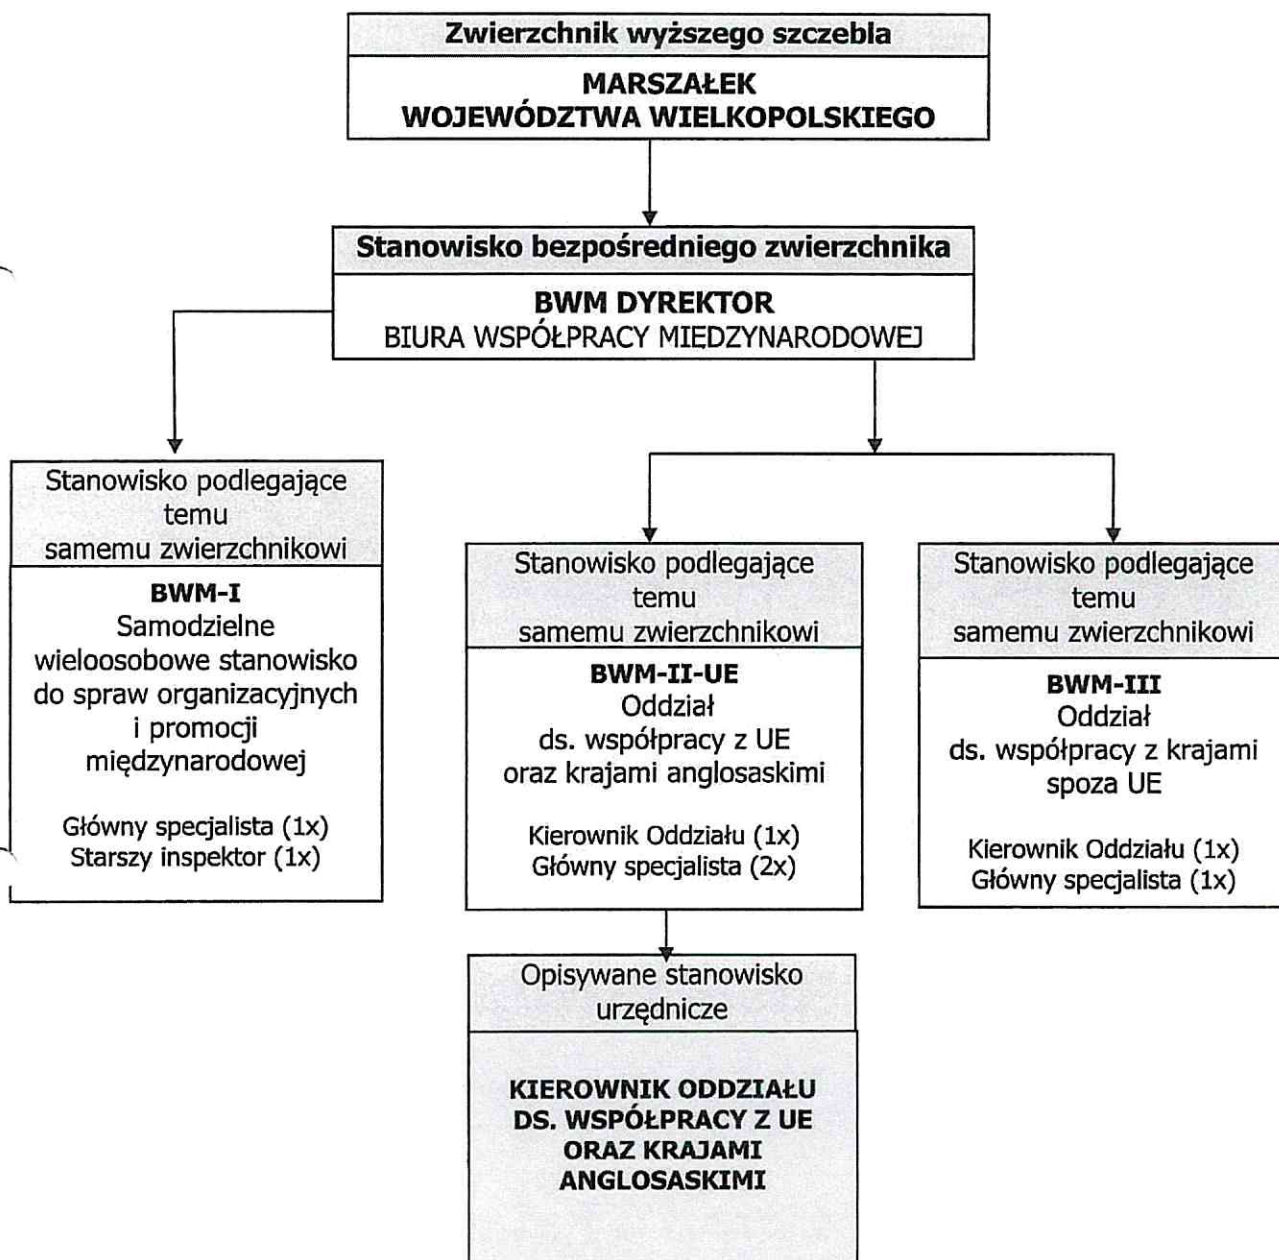 Zwierzchnik wyższego szczebla
MARSZAŁEK
WOJEWÓDZTWA WIELKOPOLSKIEGO
Stanowisko bezpośredniego zwierzchnika
BWM DYREKTOR
BIURA WSPÓŁPRACY MIĘDZYNARODOWEJ
Stanowisko podlegające
temu
samemu zwierzchnikowi
BWM-I
Samodzielne
wieloosobowe stanowisko
do spraw organizacyjnych
i promocji
międzynarodowej
Główny specjalista (1x)
Starszy inspektor (1x)
Stanowisko podlegające
temu
samemu zwierzchnikowi
BWM-II-UE
Oddział
ds. współpracy z UE
oraz krajami anglosaskimi
Kierownik Oddziału (1x)
Główny specjalista (2x)
Stanowisko podlegające
temu
samemu zwierzchnikowi
BWM-III
Oddział
ds. współpracy z krajami
spoza UE
Kierownik Oddziału (1x)
Główny specjalista (1x)
Opisywane stanowisko
urzędnicze
KIEROWNIK ODDZIAŁU
DS. WSPÓŁPRACY Z UE
ORAZ KRAJAMI
ANGLOSASKIMI